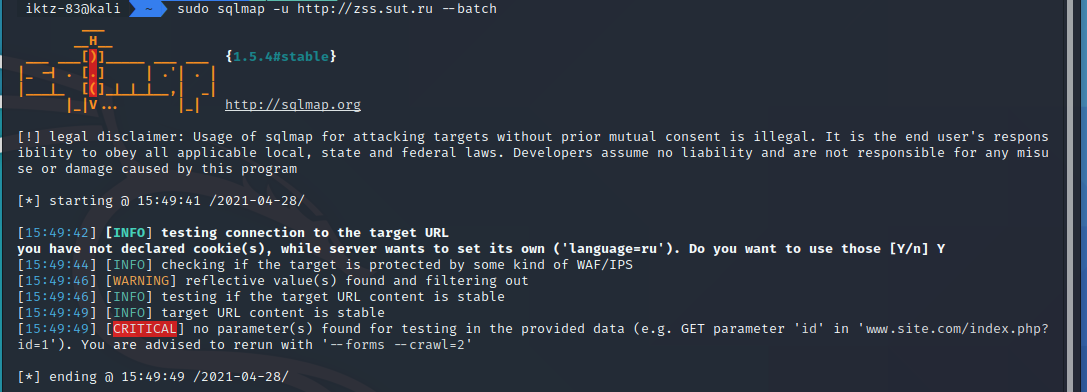 iktz-83@kali ~ sudo sqlmap -u http://zss.sut.ru --batch
        ___
       __H__
 ___ ___[)]_____ ___ ___  {1.5.4#stable}
|_ -| . [.]     | .'| . |
|___|_  [(]_|_|_|__,|  _|
      |_|V...       |_|   http://sqlmap.org
[!] legal disclaimer: Usage of sqlmap for attacking targets without prior mutual consent is illegal. It is the end user's respons
ibility to obey all applicable local, state and federal laws. Developers assume no liability and are not responsible for any misu
se or damage caused by this program
[*] starting @ 15:49:41 /2021-04-28/
[15:49:42] [INFO] testing connection to the target URL
you have not declared cookie(s), while server wants to set its own ('language=ru'). Do you want to use those [Y/n] Y
[15:49:44] [INFO] checking if the target is protected by some kind of WAF/IPS
[15:49:46] [WARNING] reflective value(s) found and filtering out
[15:49:46] [INFO] testing if the target URL content is stable
[15:49:49] [INFO] target URL content is stable
[15:49:49] [CRITICAL] no parameter(s) found for testing in the provided data (e.g. GET parameter 'id' in 'www.site.com/index.php?
id=1'). You are advised to rerun with '--forms --crawl=2'
[*] ending @ 15:49:49 /2021-04-28/